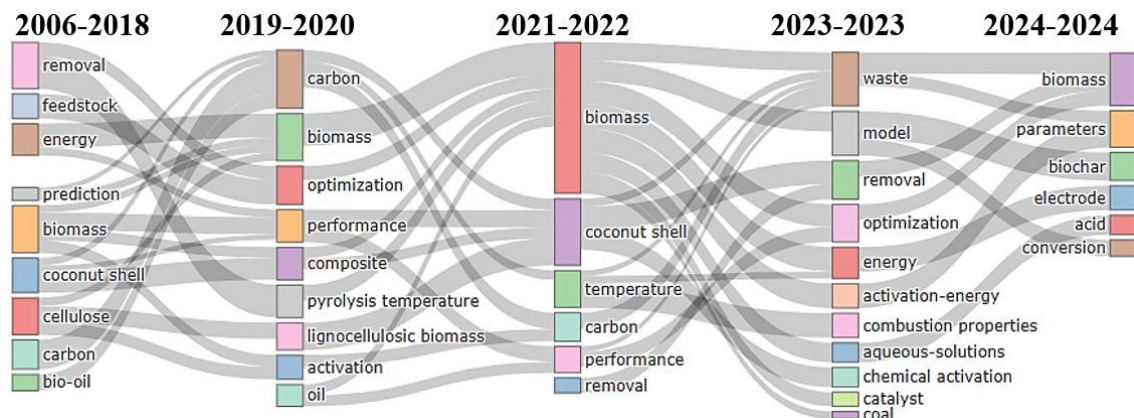 2006-2018 2019-2020 2021-2022 2023-2023 2024-2024
removal
feedstock
energy
prediction
biomass
coconut shell
cellulose
carbon
bio-oil
carbon
biomass
optimization
performance
composite
pyrolysis temperature
lignocellulosic biomass
activation
oil
biomass
coconut shell
temperature
carbon
performance
removal
waste
model
removal
optimization
energy
activation-energy
combustion properties
aqueous-solutions
chemical activation
catalyst
coal
biomass
parameters
biochar
electrode
acid
conversion